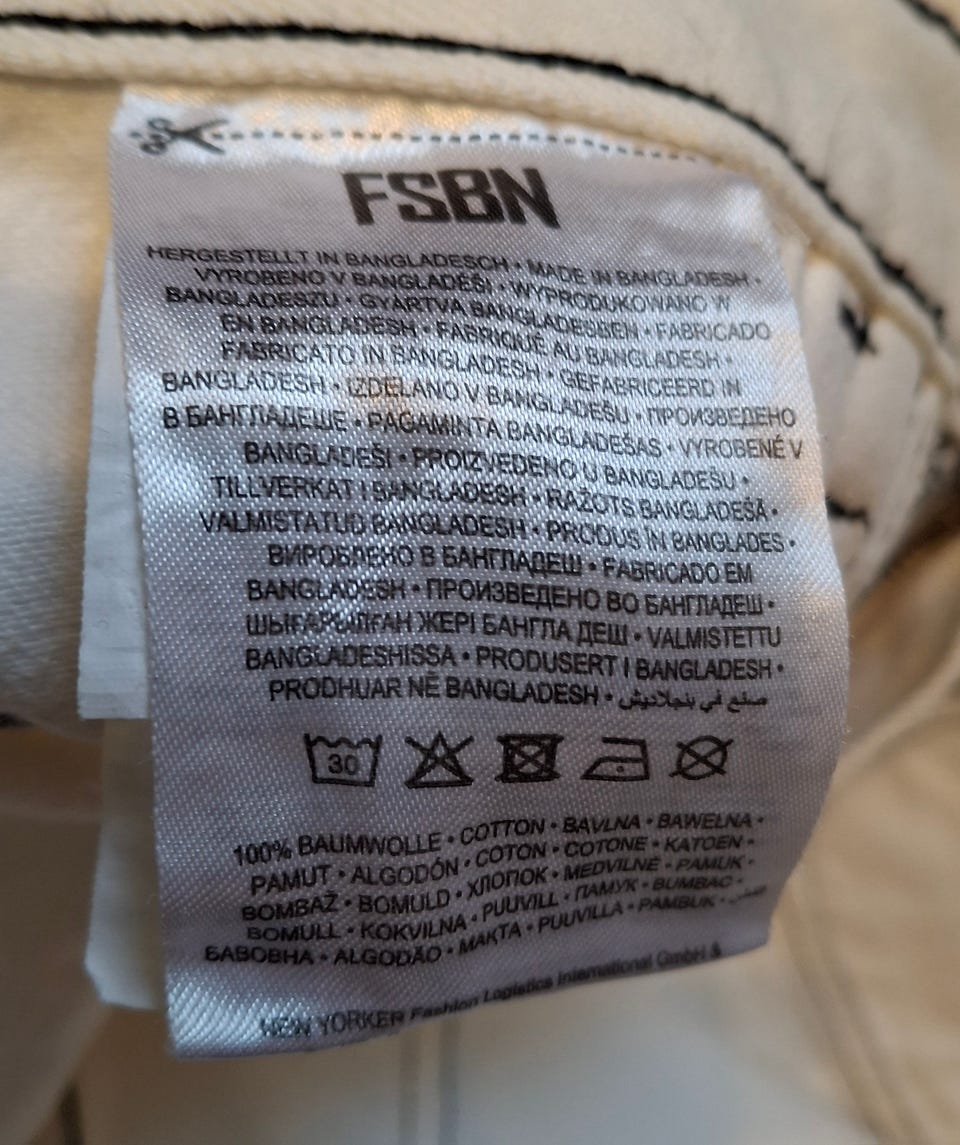 FSBN
HERGESTELLT IN BANGLADESCH • MADE IN BANGLADESH •
VYROBENO V BANGLADÉŠI • WYPRODUKOWANO W
BANGLADESZU • GYÁRTVA BANGLADESBEN • FABRICADO
EN BANGLADESH • FABRIQUÉ AU BANGLADESH •
FABRICATO IN BANGLADESH • GEFABRICEERD IN
BANGLADESH • IZDELANO V BANGLADEŠU • ПРОИЗВЕДЕНО
В БАНГЛАДЕШЕ • PAGAMINTA BANGLADEŠAS • VYROBENÉ V
BANGLADEŠI • PROIZVEDENO U BANGLADEŠU •
TILLVERKAT I BANGLADESH • RAŽOTS BANGLADEŠĀ •
VALMISTATUD BANGLADESH • PRODUS ÎN BANGLADES •
ВИРОБЛЕНО В БАНГЛАДЕШ • FABRICADO EM
BANGLADESH • ПРОИЗВЕДЕНО ВО БАНГЛАДЕШ •
ШЫҒАРЫЛҒАН ЖЕРІ БАНГЛА ДЕШ • VALMISTETTU
BANGLADESHISSA • PRODUSERT I BANGLADESH •
PRODHUAR NË BANGLADESH • صنع في بنجلاديش
30
100% BAUMWOLLE • COTTON • BAVLNA • BAWEŁNA •
PAMUT • ALGODÓN • COTON • COTONE • KATOEN •
BOMBAŽ • BOMULD • ХЛОПОК • MEDVILNĖ • PAMUK •
BOMULL • KOKVILNA • PUUVILL • ПАМУК • BUMBAC •
БАВОВНА • ALGODÃO • МАКТА • PUUVILLA • PAMBUK •
NEW YORKER Fashion Logistics International GmbH &